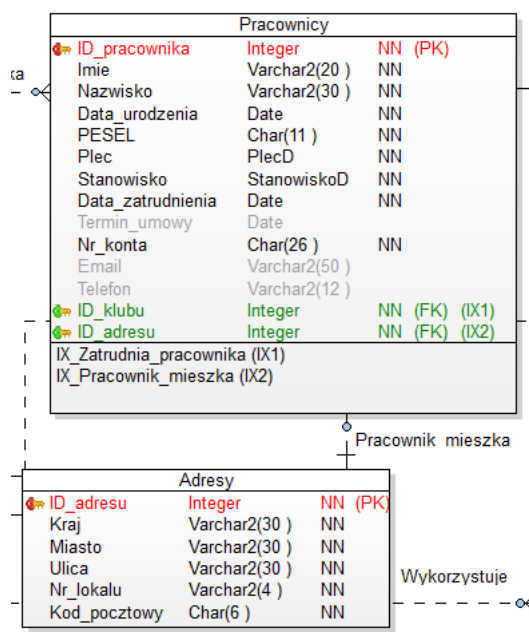 Pracownicy
ID_pracownika Integer NN (PK)
Imie Varchar2(20 ) NN
ka
Nazwisko Varchar2(30 ) NN
Data_urodzenia Date NN
PESEL Char(11 ) NN
Plec PlecD NN
Stanowisko StanowiskoD NN
Data_zatrudnienia Date NN
Termin_umowy Date
Nr_konta Char(26 ) NN
Email Varchar2(50 )
Telefon Varchar2(12 )
ID_klubu Integer NN (FK) (IX1)
ID_adresu Integer NN (FK) (IX2)
IX_Zatrudnia_pracownika (IX1)
IX_Pracownik_mieszka (IX2)
Pracownik mieszka
Adresy
ID_adresu Integer NN (PK)
Kraj Varchar2(30 ) NN
Miasto Varchar2(30 ) NN
Ulica Varchar2(30 ) NN
Nr_lokalu Varchar2(4 ) NN
Kod_pocztowy Char(6 ) NN
Wykorzystuje